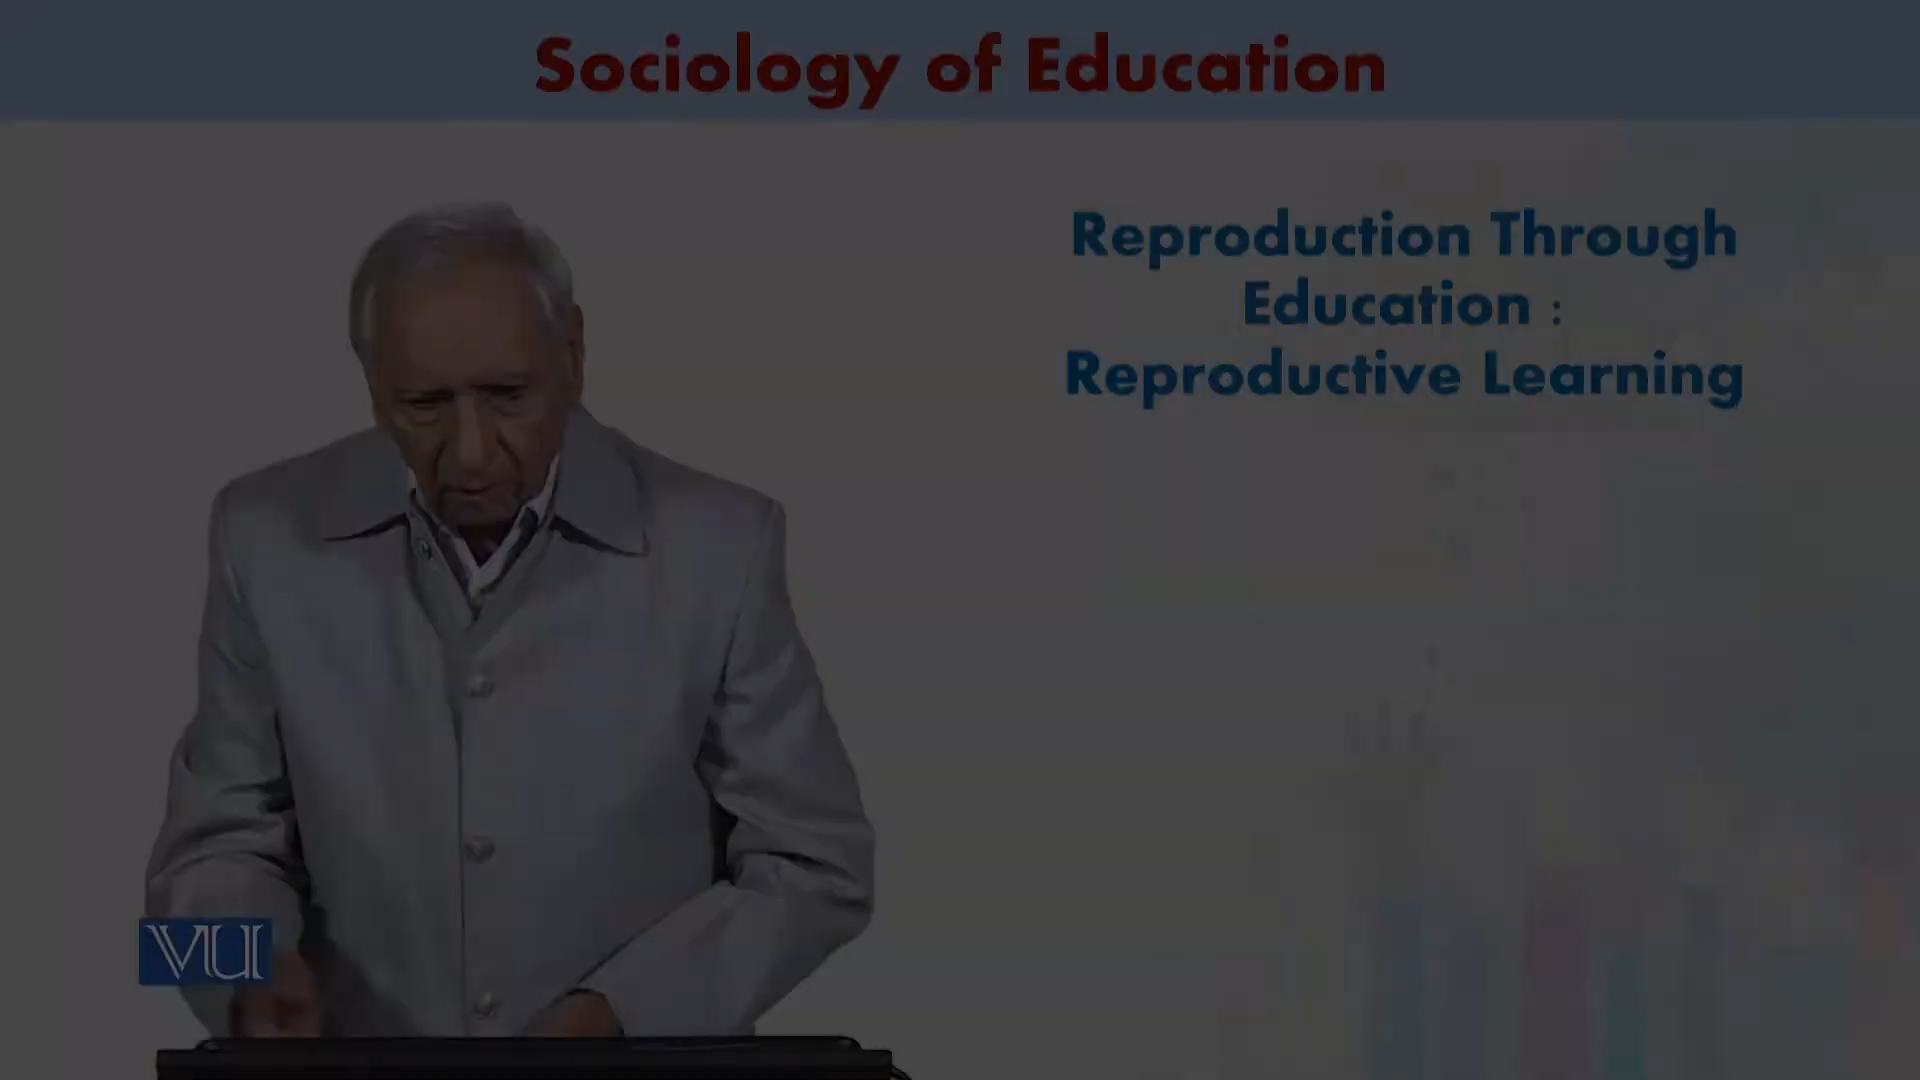 Sociology of Education
Reproduction Through
Education :
Reproductive Learning
VU